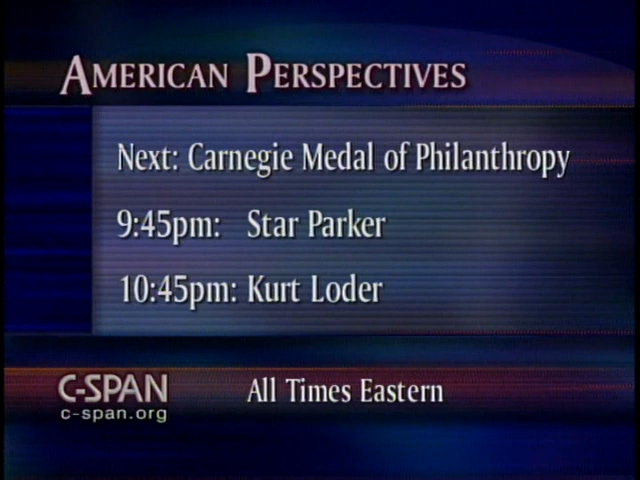 AMERICAN PERSPECTIVES
Next: Carnegie Medal of Philanthropy
9:45pm: Star Parker
10:45pm: Kurt Loder
C-SPAN
c-span.org
All Times Eastern